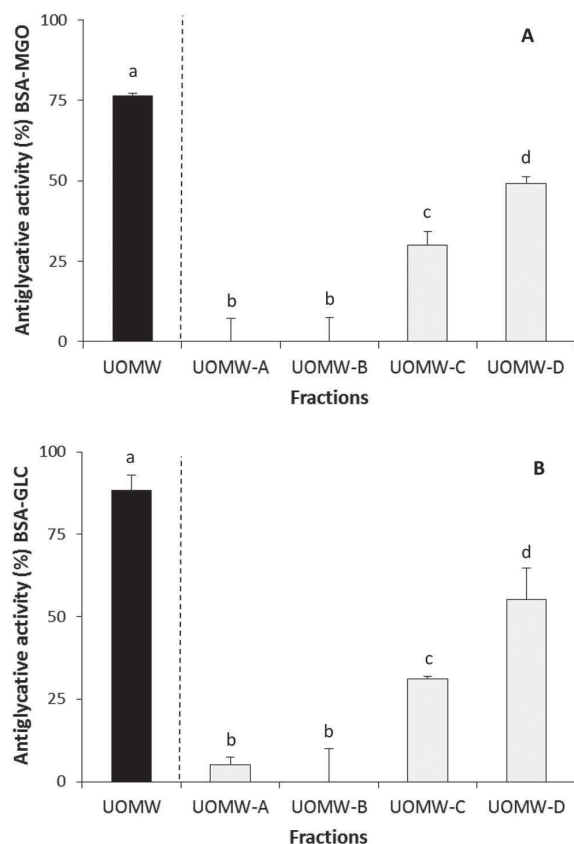 A
Antiglycative activity (%) BSA-MGO
100
75
50
25
0
a
b
b
c
d
UOMW
UOMW-A
UOMW-B
UOMW-C
UOMW-D
Fractions
B
Antiglycative activity (%) BSA-GLC
100
75
50
25
0
a
b
b
c
d
UOMW
UOMW-A
UOMW-B
UOMW-C
UOMW-D
Fractions